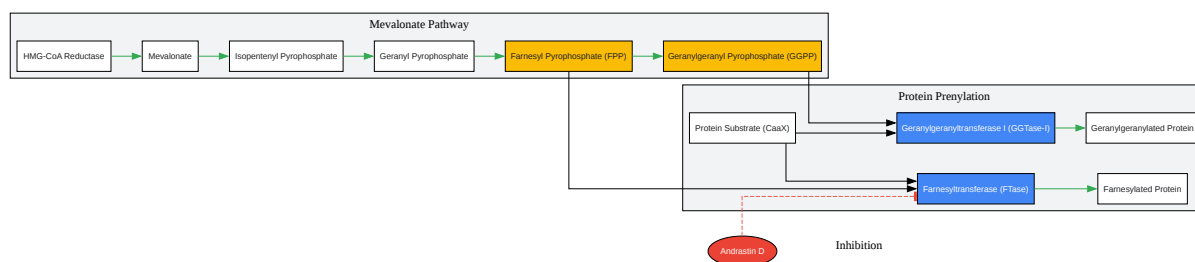 Mevalonate Pathway
HMG-CoA Reductase
Mevalonate
Isopentenyl Pyrophosphate
Geranyl Pyrophosphate
Farnesyl Pyrophosphate (FPP)
Geranylgeranyl Pyrophosphate (GGPP)
Protein Prenylation
Protein Substrate (CaaX)
Geranylgeranyltransferase I (GGTase-I)
Geranylgeranylated Protein
Farnesyltransferase (FTase)
Farnesylated Protein
Andrastin D
Inhibition